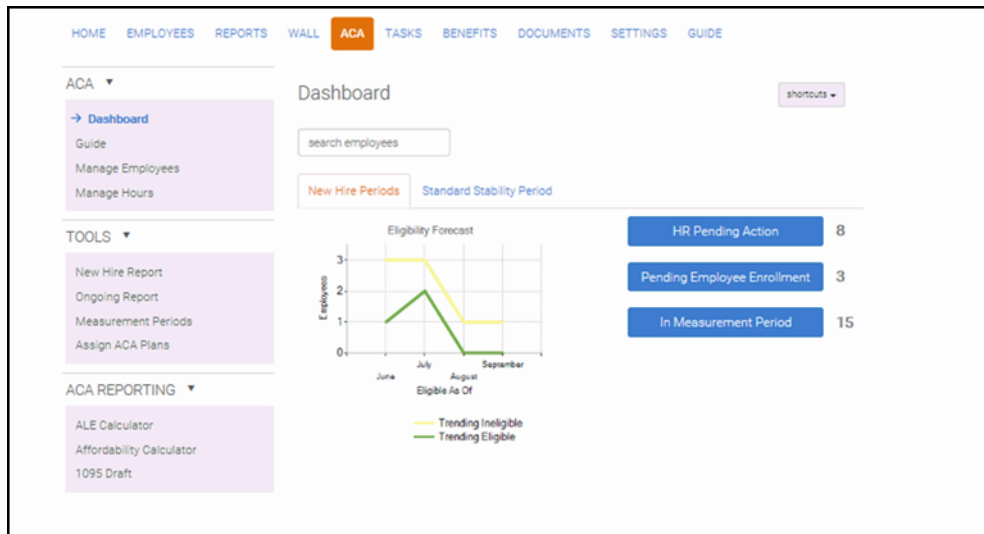 HOME EMPLOYEES REPORTS WALL ACA TASKS BENEFITS DOCUMENTS SETTINGS GUIDE
ACA ▼
→ Dashboard
Guide
Manage Employees
Manage Hours
TOOLS ▼
New Hire Report
Ongoing Report
Measurement Periods
Assign ACA Plans
ACA REPORTING ▼
ALE Calculator
Affordability Calculator
1095 Draft
Dashboard
shortcuts
search employees
New Hire Periods Standard Stability Period
Eligibility Forecast
Employees
3
2
1
0
June July August September
Eligible As Of
Trending Ineligible
Trending Eligible
HR Pending Action 8
Pending Employee Enrollment 3
In Measurement Period 15